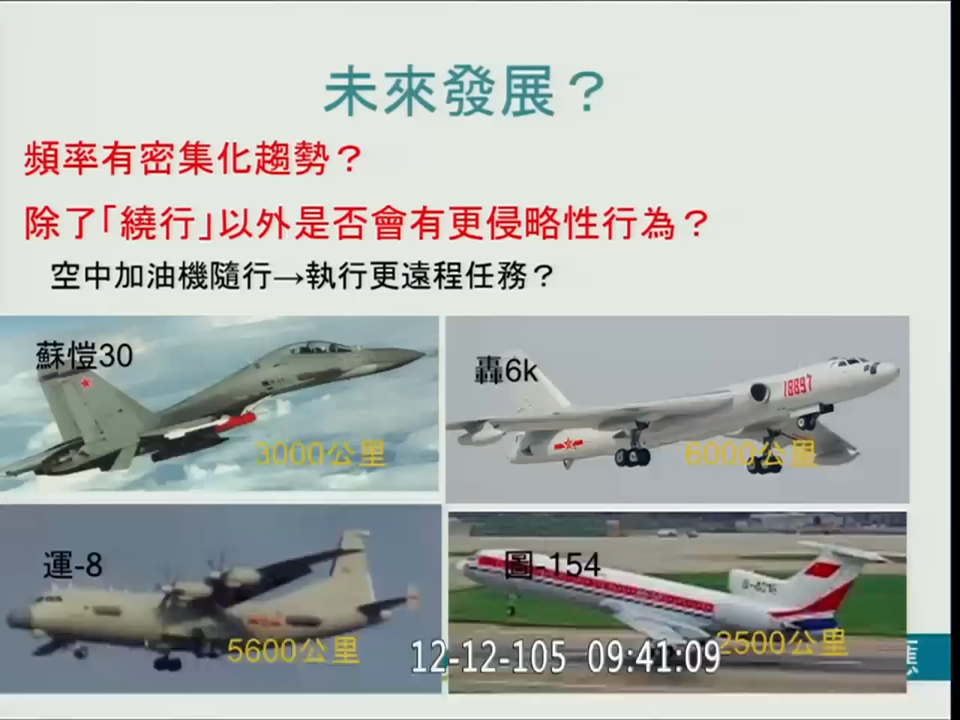 未來發展？
頻率有密集化趨勢？
除了「繞行」以外是否會有更侵略性行為？
空中加油機隨行→執行更遠程任務？
蘇愷30
3000公里
轟6k
18897
6000公里
運-8
5600公里
圖-154
2500公里
12-12-105 09:41:09